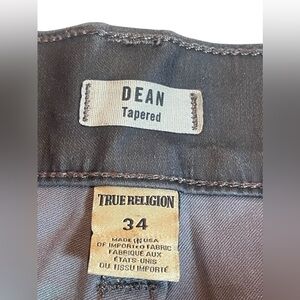 DEAN
Tapered
TRUE RELIGION
34
MADE IN USA
OF IMPORTED FABRIC
FABRIQUÉ AUX
ÉTATS-UNIS
DU TISSU IMPORTÉ